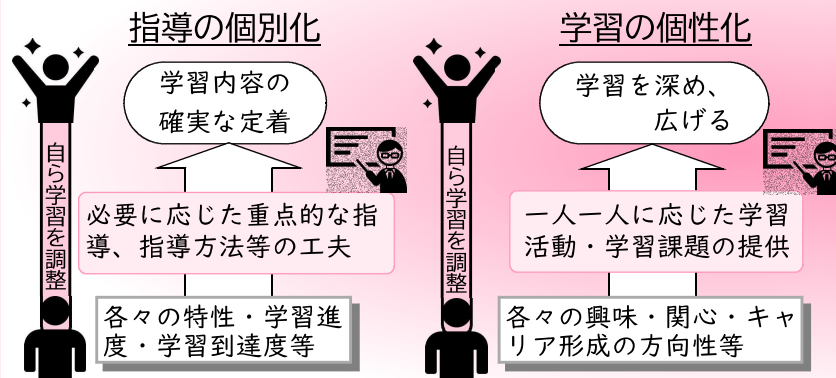 指導の個別化
学習内容の
確実な定着
自ら学習を調整
必要に応じた重点的な指
導、指導方法等の工夫
各々の特性・学習進
度・学習到達度等
学習の個性化
学習を深め、
広げる
自ら学習を調整
一人一人に応じた学習
活動・学習課題の提供
各々の興味・関心・キャ
リア形成の方向性等